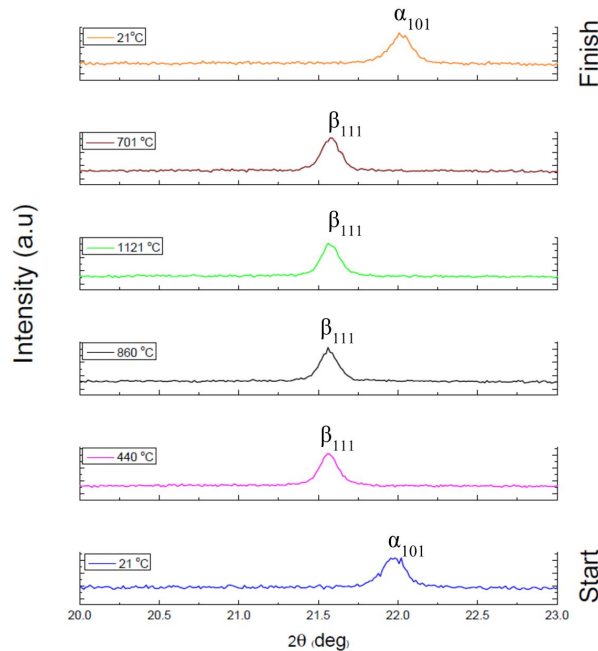 α101
21°C
Finish
β111
701 °C
β111
1121 °C
Intensity (a.u)
β111
860 °C
β111
440 °C
α101
21 °C
Start
20.0 20.5 21.0 21.5 22.0 22.5 23.0
2θ (deg)